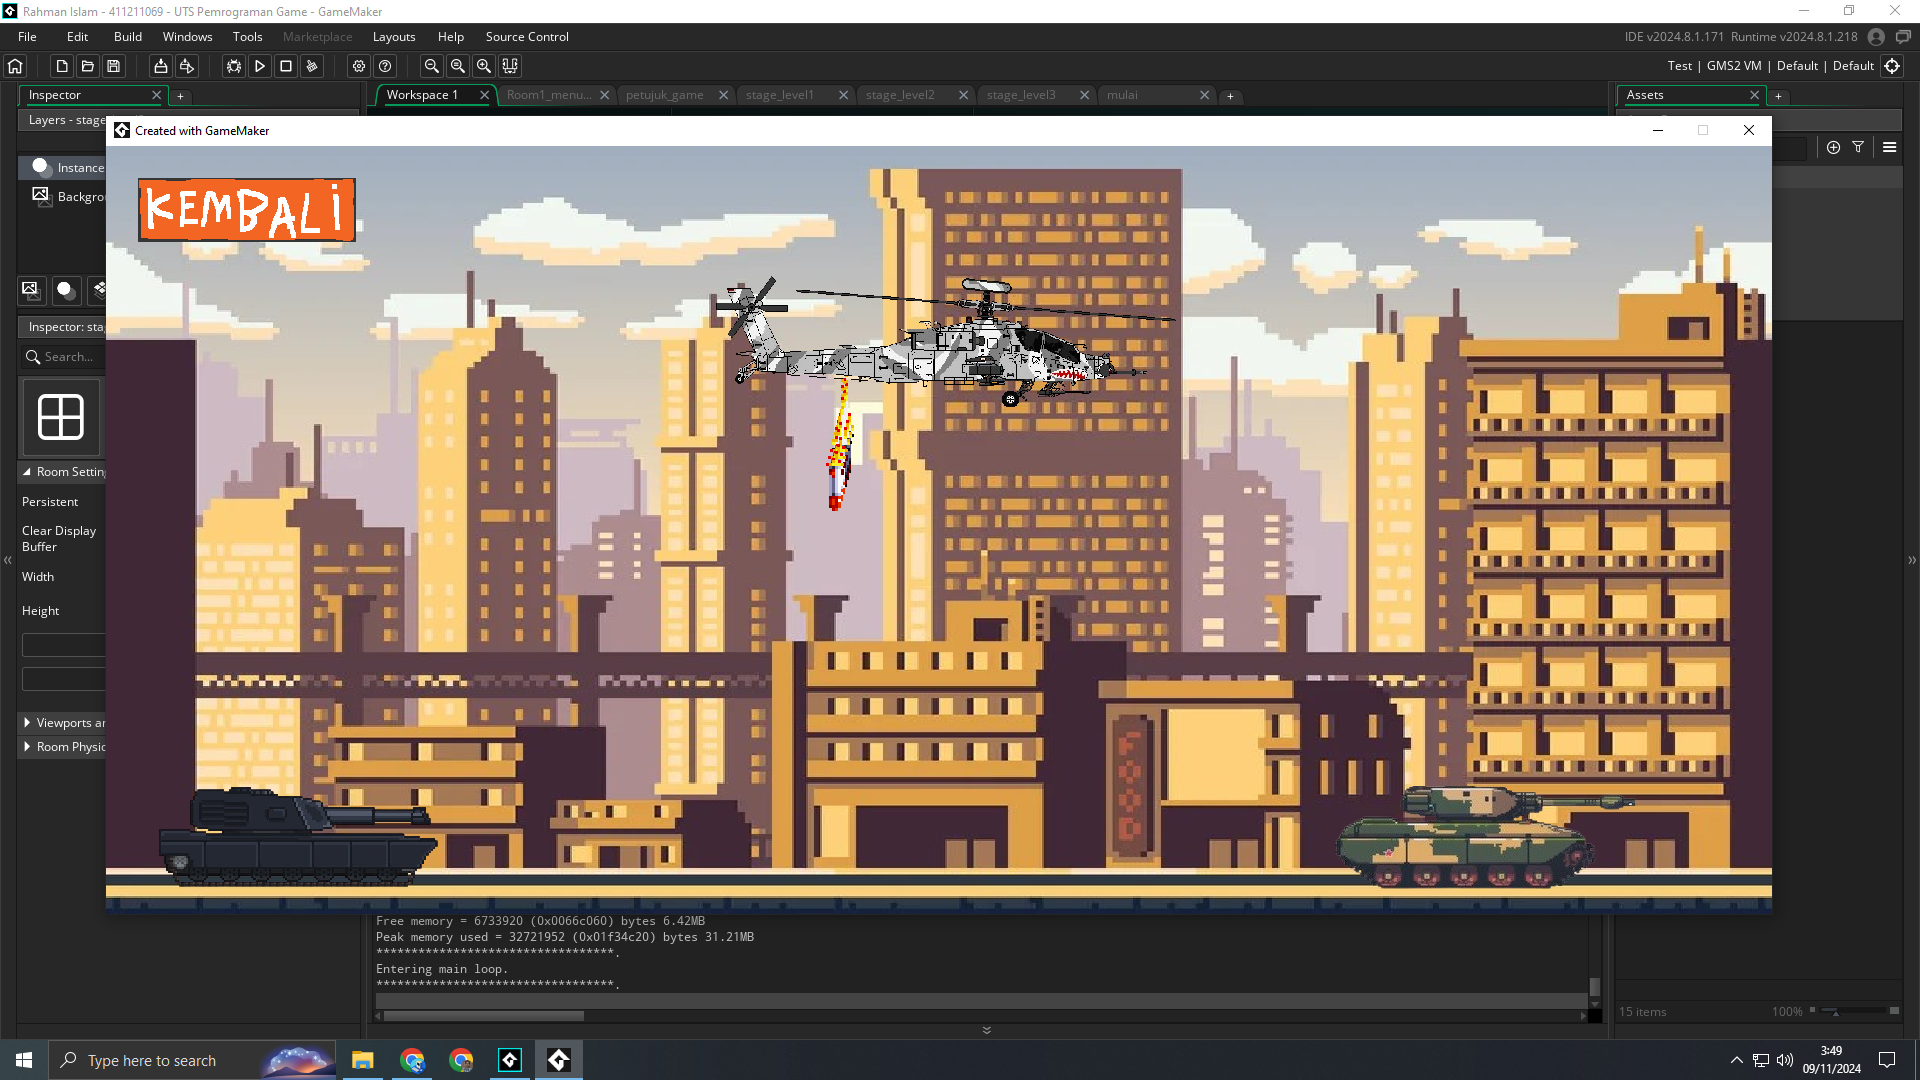 Rahman Islam - 411211069 - UTS Pemrograman Game - GameMaker
File Edit Build Windows Tools Marketplace Layouts Help Source Control
IDE v2024.8.1.171 Runtime v2024.8.1.218
Test | GMS2 VM | Default | Default
Inspector
Workspace 1 Room1_menu... petujuk_game stage_level1 stage_level2 stage_level3 mulai
Assets
Layers - stage
Created with GameMaker
Instance
Backgro
KEMBALI
Inspector: sta
Search...
Room Setting
Persistent
Clear Display
Buffer
Width
Height
Viewports an
Room Physic
FOOD
Free memory = 6733920 (0x0066c060) bytes 6.42MB
Peak memory used = 32721952 (0x01f34c20) bytes 31.21MB
**********************************.
Entering main loop.
**********************************.
15 items
100%
Type here to search
3:49
09/11/2024